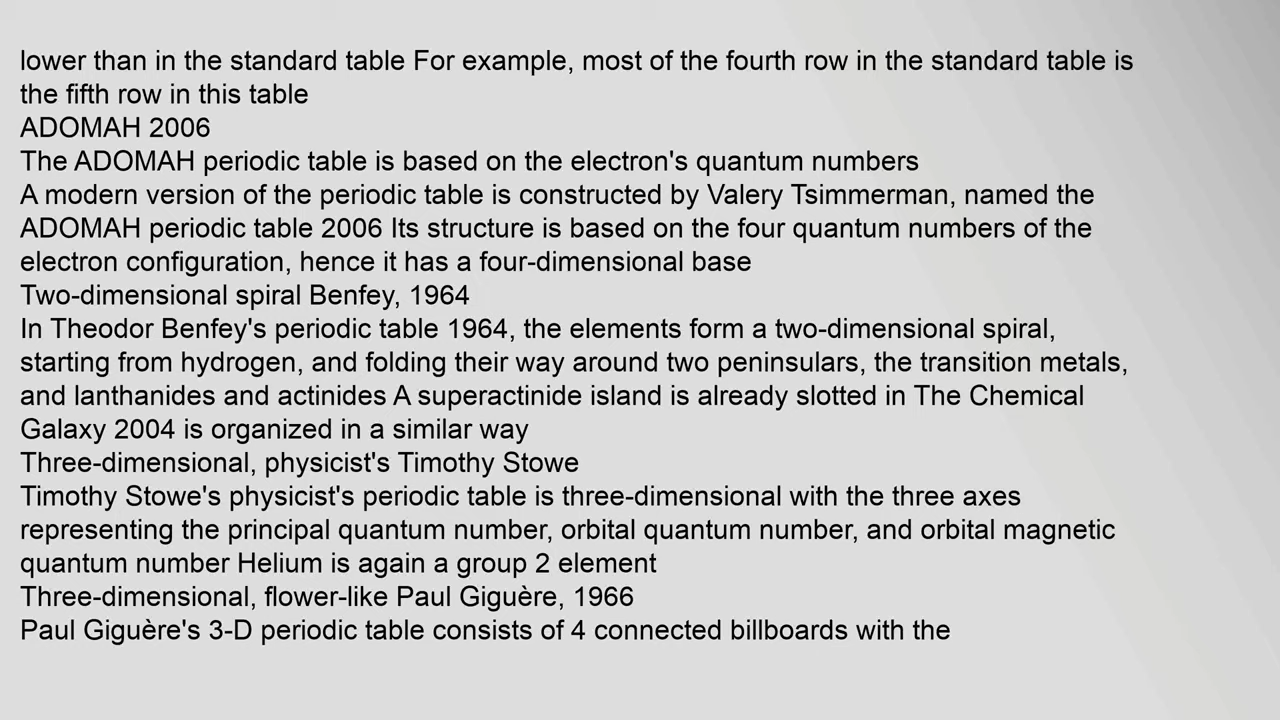 lower than in the standard table For example, most of the fourth row in the standard table is
the fifth row in this table
ADOMAH 2006
The ADOMAH periodic table is based on the electron's quantum numbers
A modern version of the periodic table is constructed by Valery Tsimmerman, named the
ADOMAH periodic table 2006 Its structure is based on the four quantum numbers of the
electron configuration, hence it has a four-dimensional base
Two-dimensional spiral Benfey, 1964
In Theodor Benfey's periodic table 1964, the elements form a two-dimensional spiral,
starting from hydrogen, and folding their way around two peninsulars, the transition metals,
and lanthanides and actinides A superactinide island is already slotted in The Chemical
Galaxy 2004 is organized in a similar way
Three-dimensional, physicist's Timothy Stowe
Timothy Stowe's physicist's periodic table is three-dimensional with the three axes
representing the principal quantum number, orbital quantum number, and orbital magnetic
quantum number Helium is again a group 2 element
Three-dimensional, flower-like Paul Giguère, 1966
Paul Giguère's 3-D periodic table consists of 4 connected billboards with the